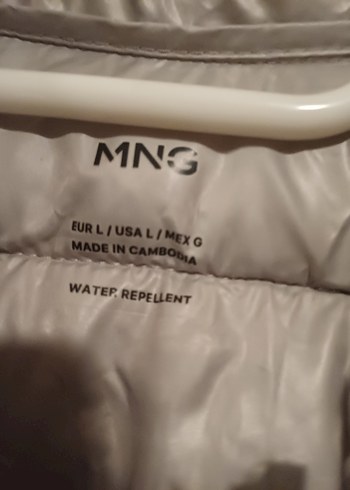 MNG
EUR L / USA L / MEX G
MADE IN CAMBODIA
WATER REPELLENT